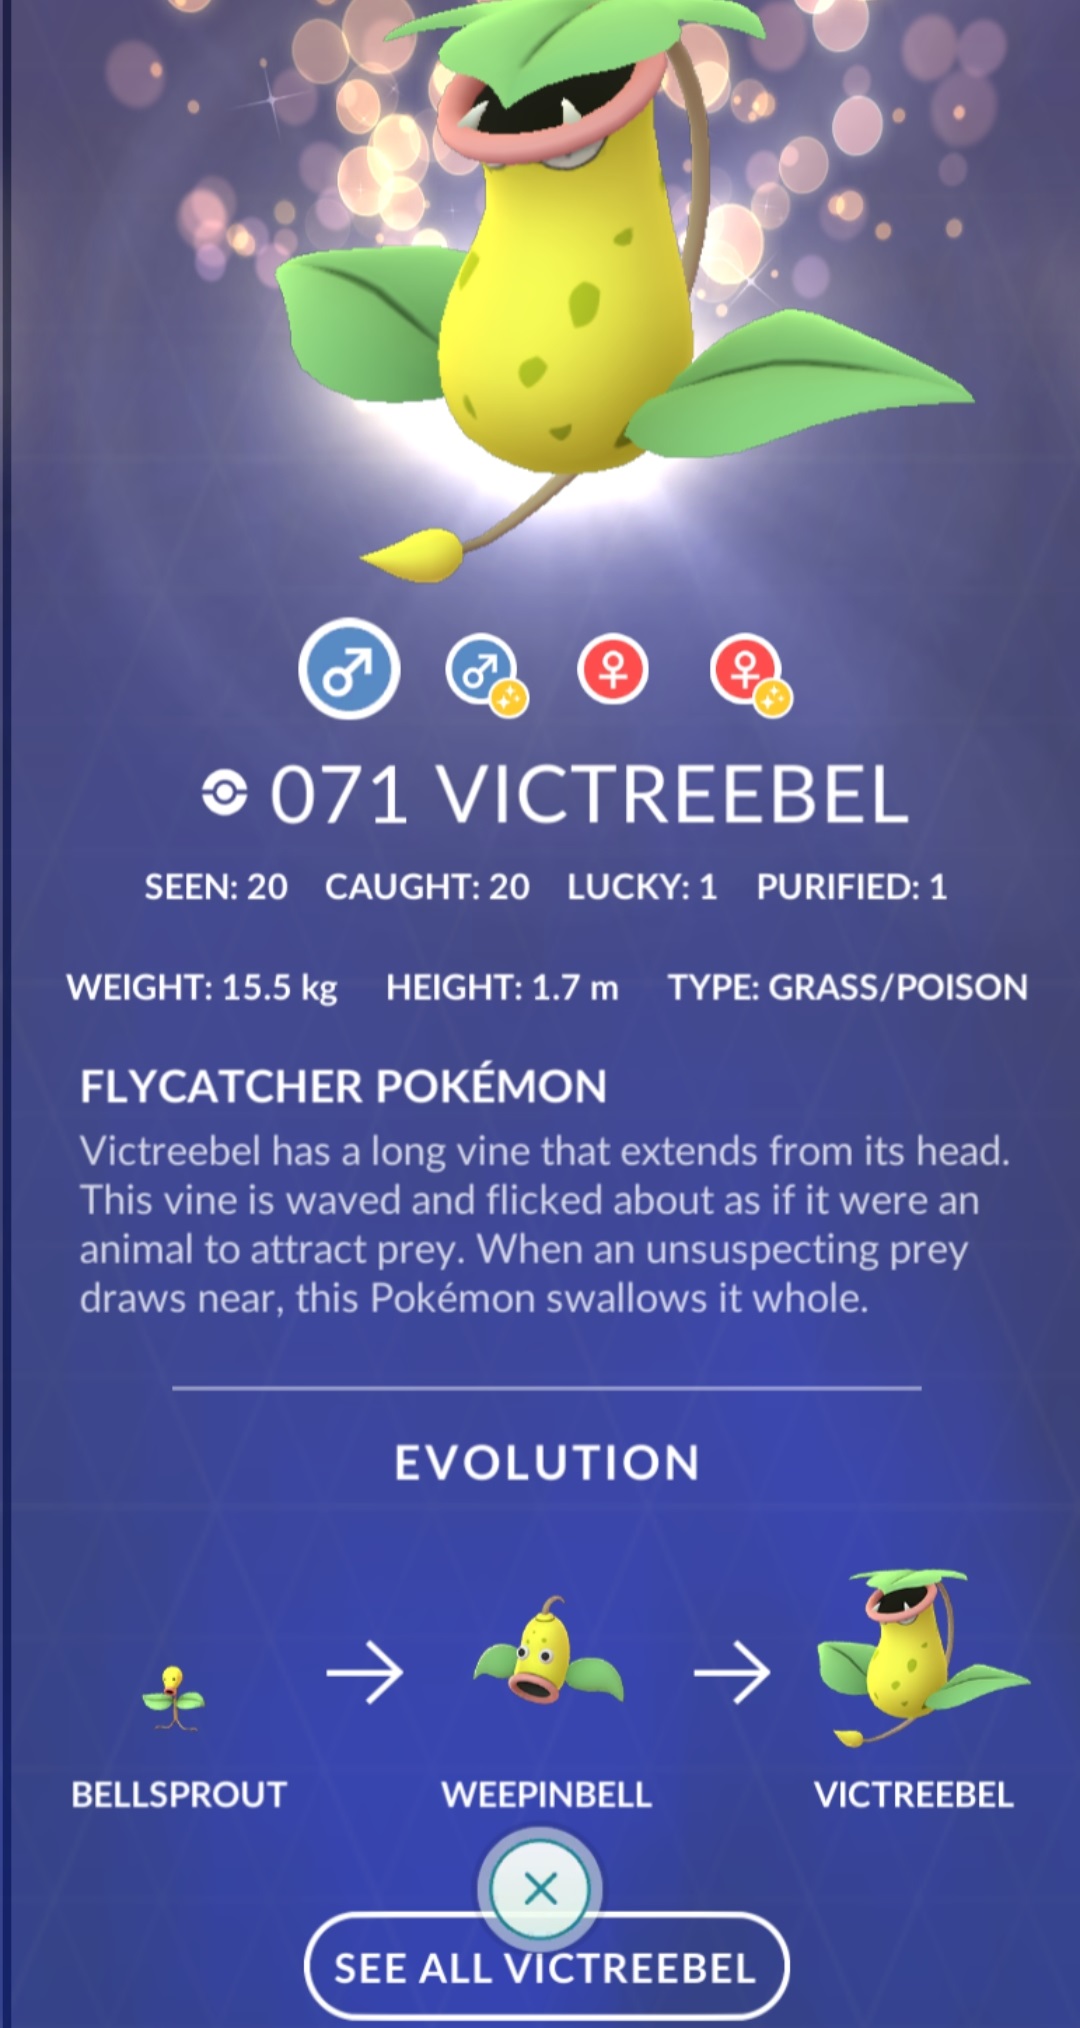 071 VICTREEBEL
SEEN: 20 CAUGHT: 20 LUCKY: 1 PURIFIED: 1
WEIGHT: 15.5 kg HEIGHT: 1.7 m TYPE: GRASS/POISON
FLYCATCHER POKÉMON
Victreebel has a long vine that extends from its head.
This vine is waved and flicked about as if it were an
animal to attract prey. When an unsuspecting prey
draws near, this Pokémon swallows it whole.
EVOLUTION
BELLSPROUT WEEPINBELL VICTREEBEL
SEE ALL VICTREEBEL